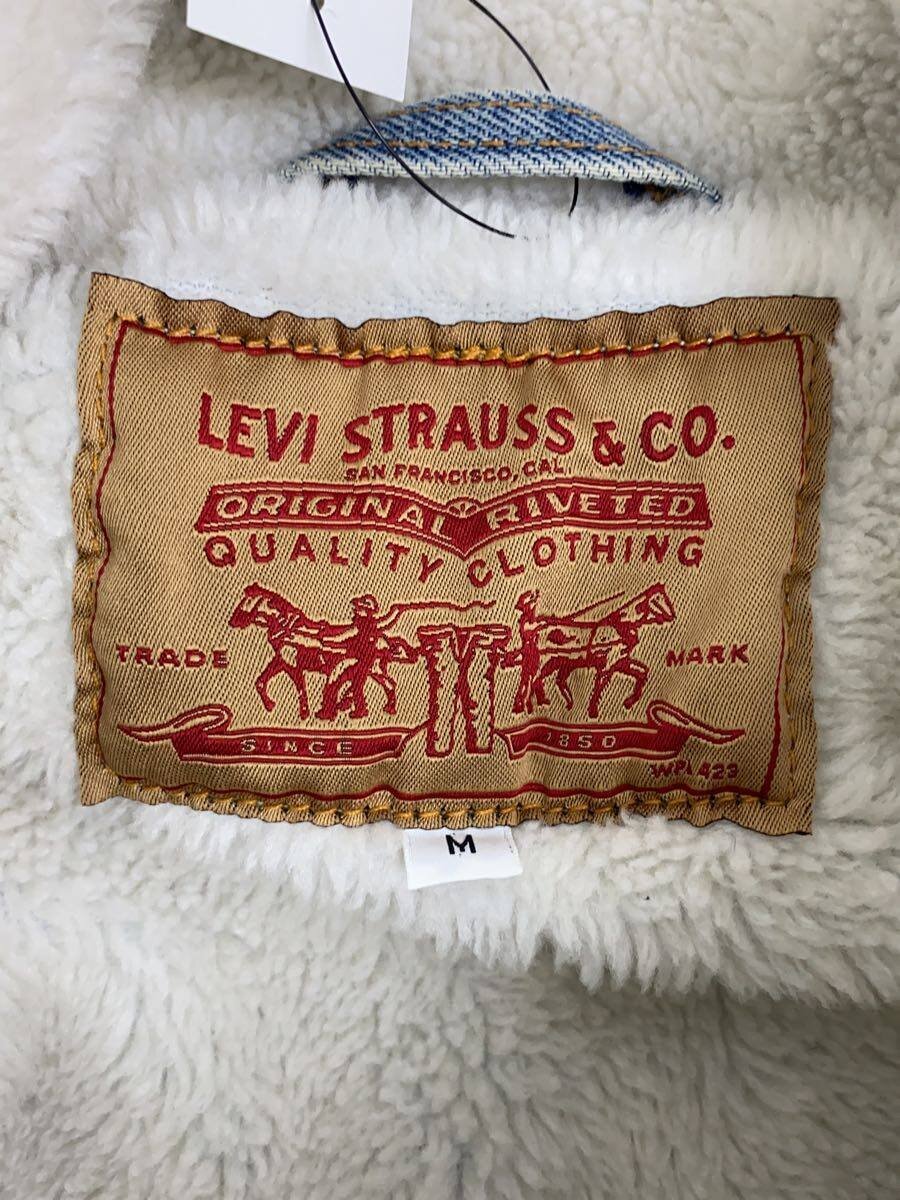 LEVI STRAUSS & CO.
SAN FRANCISCO, CAL
ORIGINAL RIVETED
QUALITY CLOTHING
TRADE MARK
SINCE 1850
WPL 423
M